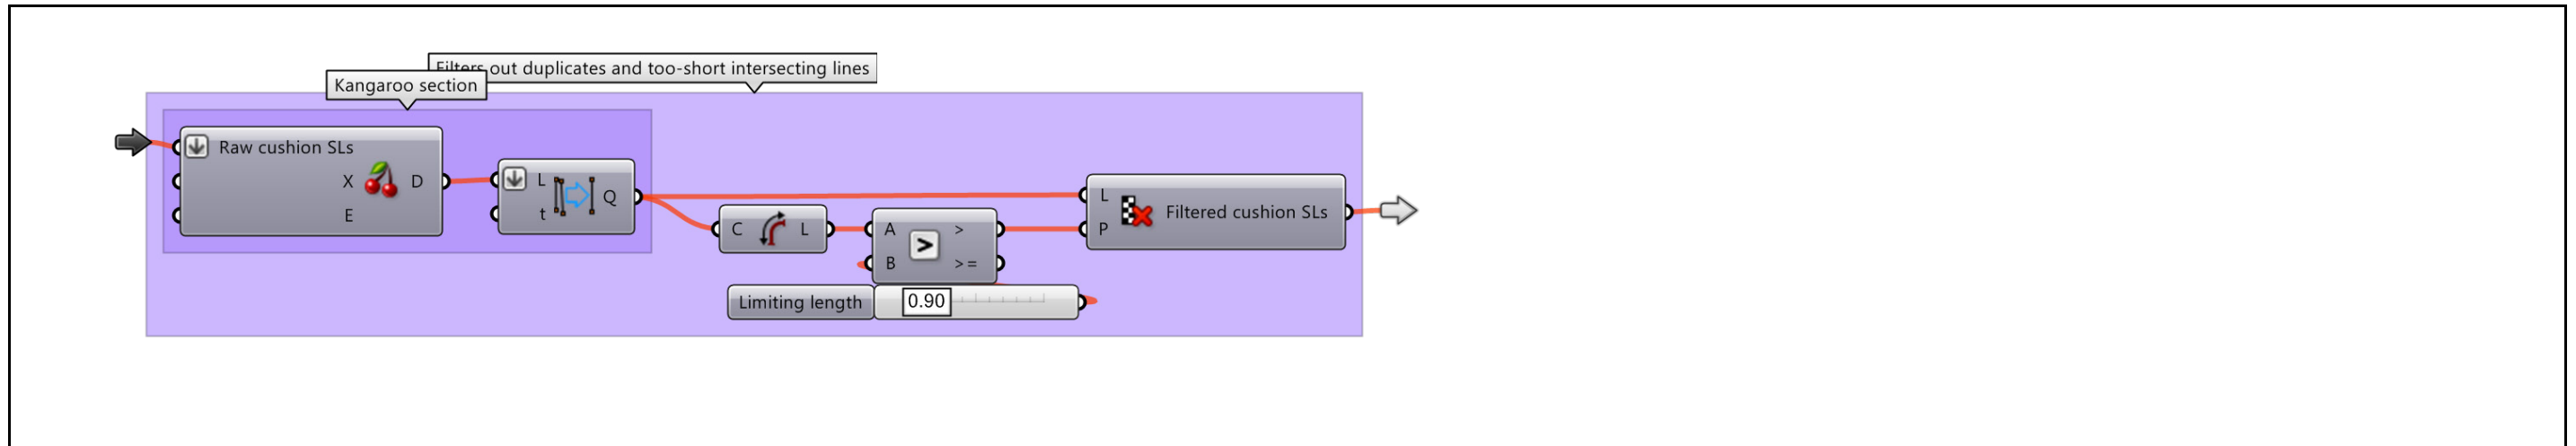 Filters out duplicates and too-short intersecting lines
Kangaroo section
Raw cushion SLs
X D
E
L
t
Q
C L
A >
B >=
>
L
P
Filtered cushion SLs
Limiting length 0.90